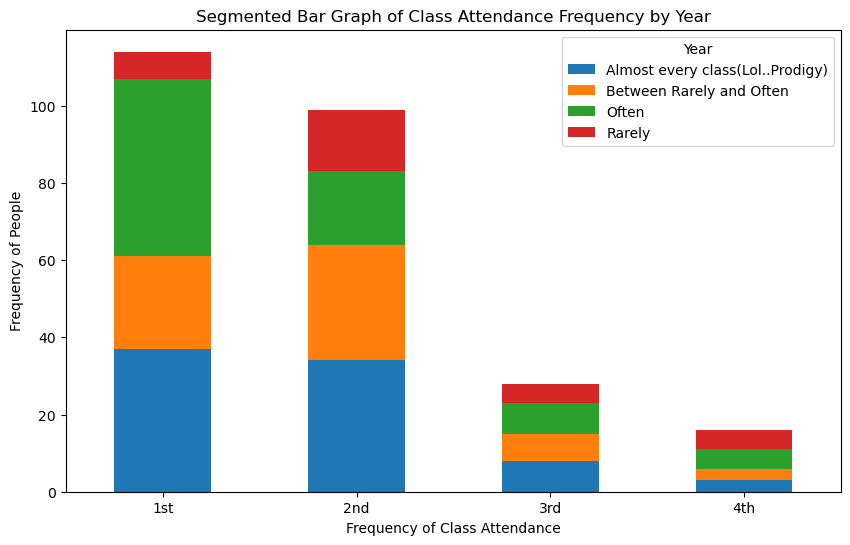 Segmented Bar Graph of Class Attendance Frequency by Year
Year
Almost every class(Lol..Prodigy)
Between Rarely and Often
Often
Rarely
Frequency of People
100
80
60
40
20
0
1st 2nd 3rd 4th
Frequency of Class Attendance